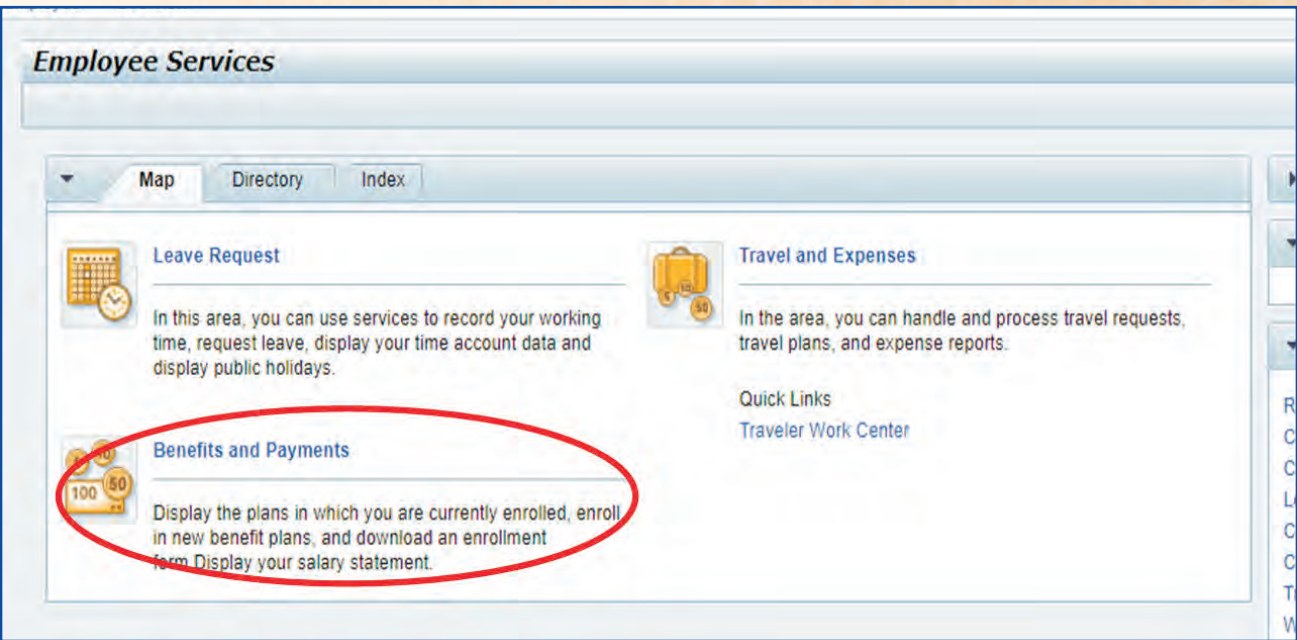 Employee Services
Map Directory Index
Leave Request
In this area, you can use services to record your working
time, request leave, display your time account data and
display public holidays.
Travel and Expenses
In the area, you can handle and process travel requests,
travel plans, and expense reports.
Quick Links
Traveler Work Center
Benefits and Payments
100 50
Display the plans in which you are currently enrolled, enroll
in new benefit plans, and download an enrollment
form.Display your salary statement.